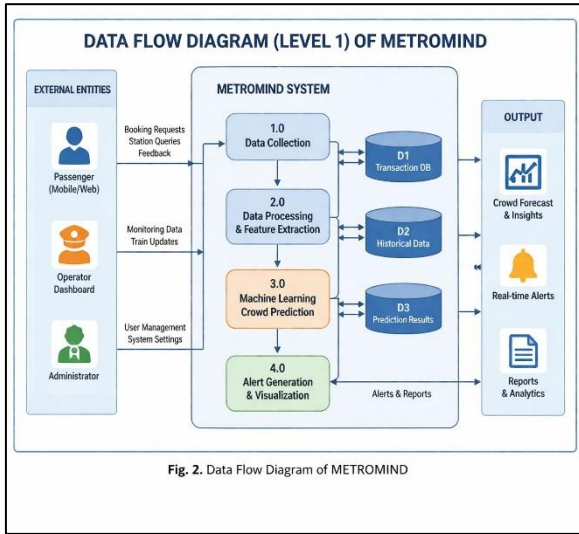 DATA FLOW DIAGRAM (LEVEL 1) OF METROMIND
EXTERNAL ENTITIES
Passenger
(Mobile/Web)
Operator
Dashboard
Administrator
Booking Requests
Station Queries
Feedback
Monitoring Data
Train Updates
User Management
System Settings
METROMIND SYSTEM
1.0
Data Collection
2.0
Data Processing
& Feature Extraction
3.0
Machine Learning
Crowd Prediction
4.0
Alert Generation
& Visualization
D1
Transaction DB
D2
Historical Data
D3
Prediction Results
Alerts & Reports
OUTPUT
Crowd Forecast
& Insights
Real-time Alerts
Reports
& Analytics
Fig. 2. Data Flow Diagram of METROMIND